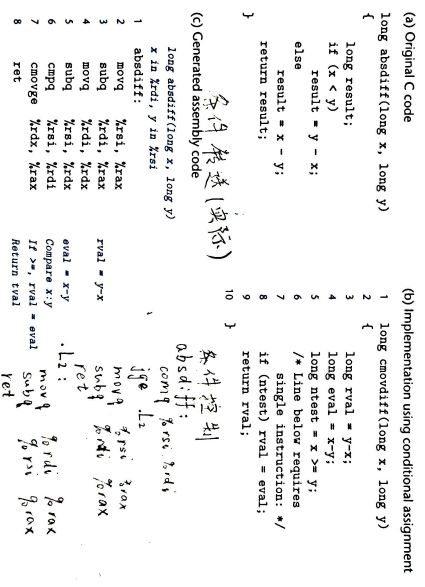 (a) Original C code
long absdiff(long x, long y)
{
    long result;
    if (x < y)
        result = y - x;
    else
        result = x - y;
    return result;
}
(b) Implementation using conditional assignment
1 long cmovdiff(long x, long y)
2 {
3     long rval = y-x;
4     long eval = x-y;
5     long ntest = x >= y;
6     /* Line below requires
7        single instruction: */
8     if (ntest) rval = eval;
9     return rval;
10 }
条件传送(实际)
(c) Generated assembly code
long absdiff(long x, long y)
x in %rdi, y in %rsi
1 absdiff:
2 movq %rsi, %rax
3 subq %rdi, %rax rval = y-x
4 movq %rdi, %rdx
5 subq %rsi, %rdx eval = x-y
6 cmpq %rsi, %rdi Compare x:y
7 cmovge %rdx, %rax If >=, rval = eval
8 ret Return tval
条件控制
absdiff:
comq %rsi %rdi
jge .L2
movq %rsi %rax
subq %rdi %rax
ret
.L2:
movq %rdi %rax
subq %rsi %rax
ret